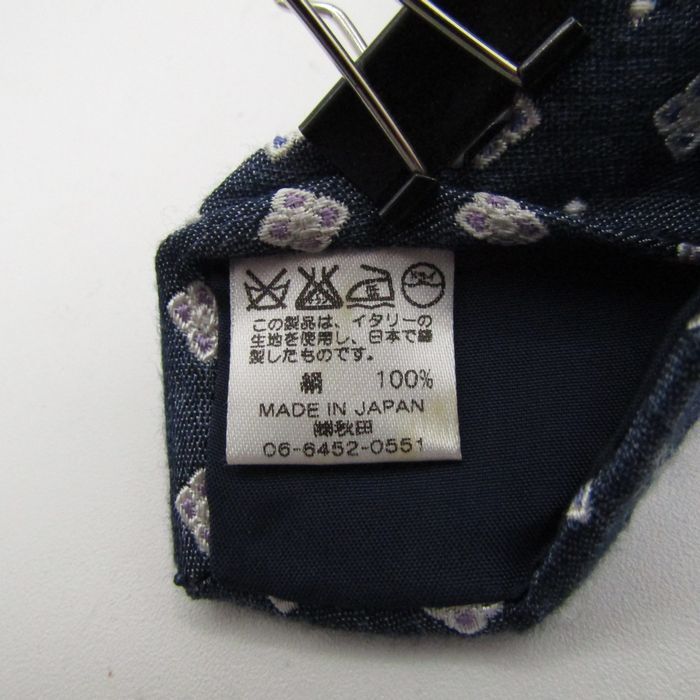 この製品は、イタリーの
生地を使用し、日本で縫
製したものです。
絹 100%
MADE IN JAPAN
㈱秋田
06-6452-0551